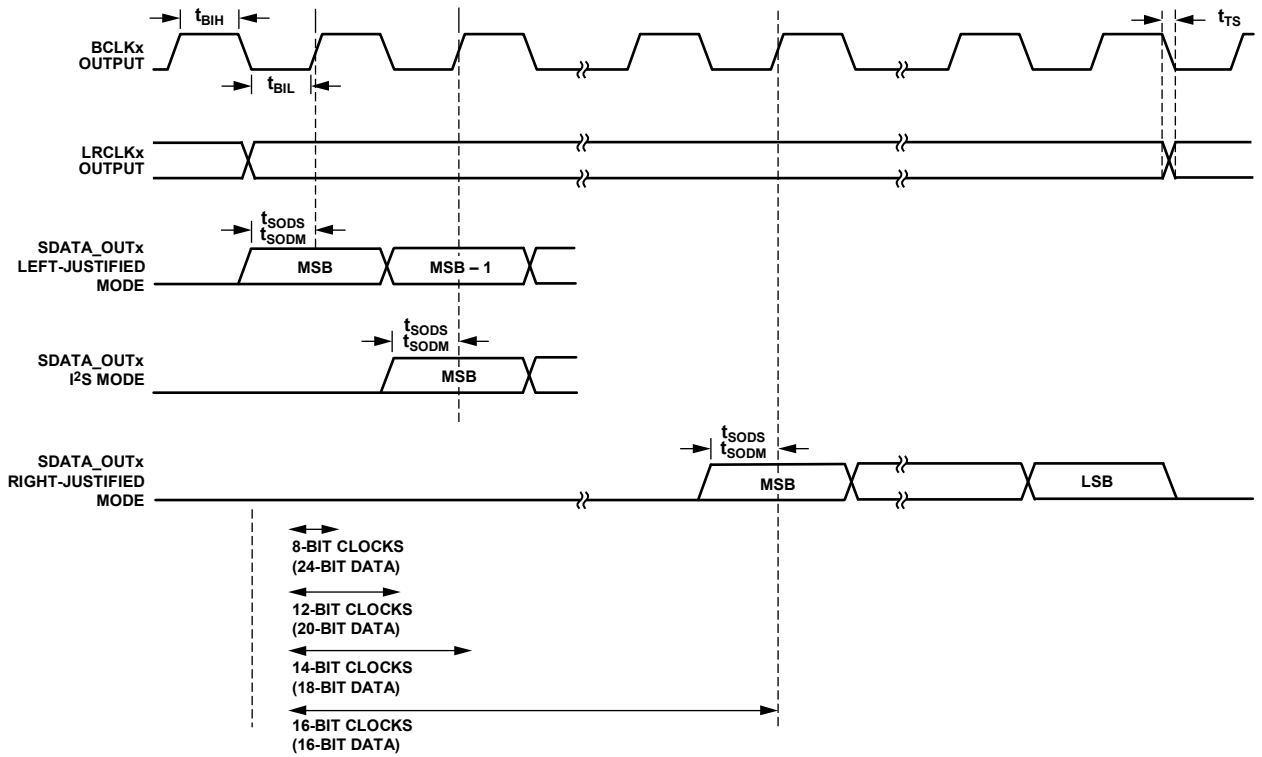 tBIH
tTS
BCLKx
OUTPUT
tBIL
LRCLKx
OUTPUT
tSODS
tSODM
SDATA_OUTx
LEFT-JUSTIFIED
MODE
MSB
MSB – 1
tSODS
tSODM
SDATA_OUTx
I2S MODE
MSB
tSODS
tSODM
SDATA_OUTx
RIGHT-JUSTIFIED
MODE
MSB
LSB
8-BIT CLOCKS
(24-BIT DATA)
12-BIT CLOCKS
(20-BIT DATA)
14-BIT CLOCKS
(18-BIT DATA)
16-BIT CLOCKS
(16-BIT DATA)